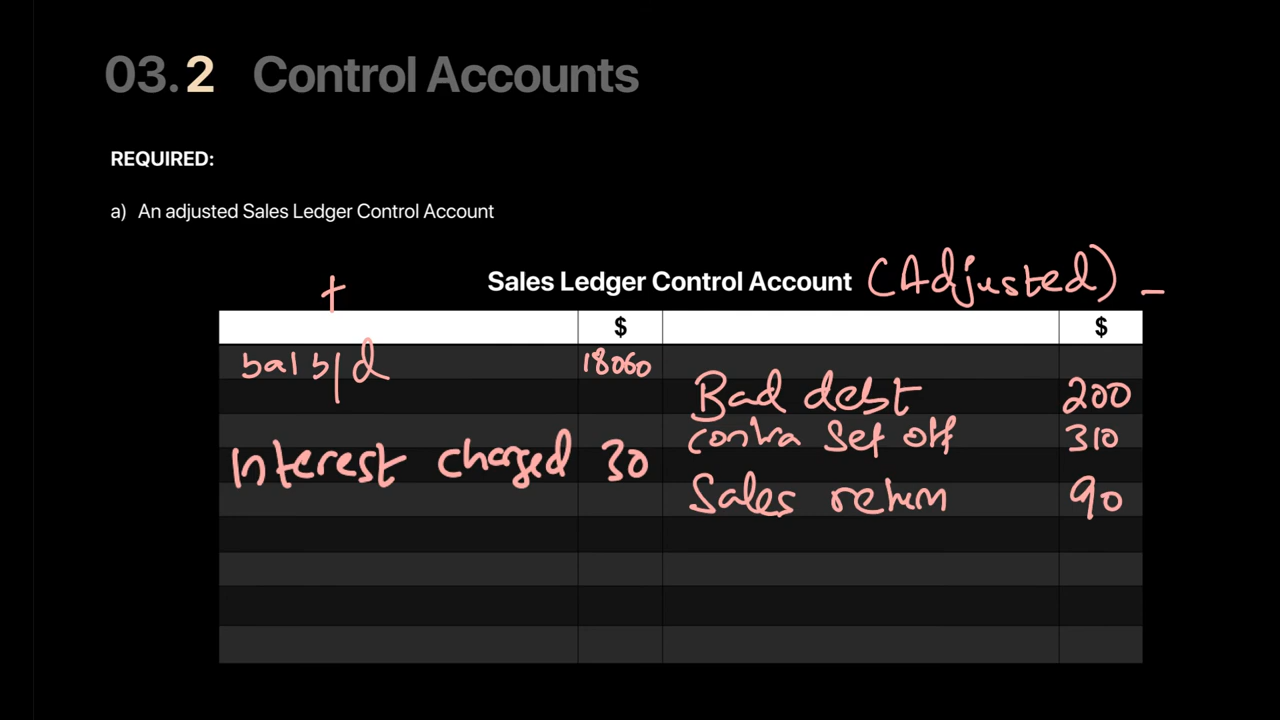 03.2 Control Accounts
REQUIRED:
a) An adjusted Sales Ledger Control Account
+ Sales Ledger Control Account (Adjusted) –
$ $
bal b/d 18060
Bad debt 200
contra set off 310
Interest charged 30
Sales return 90